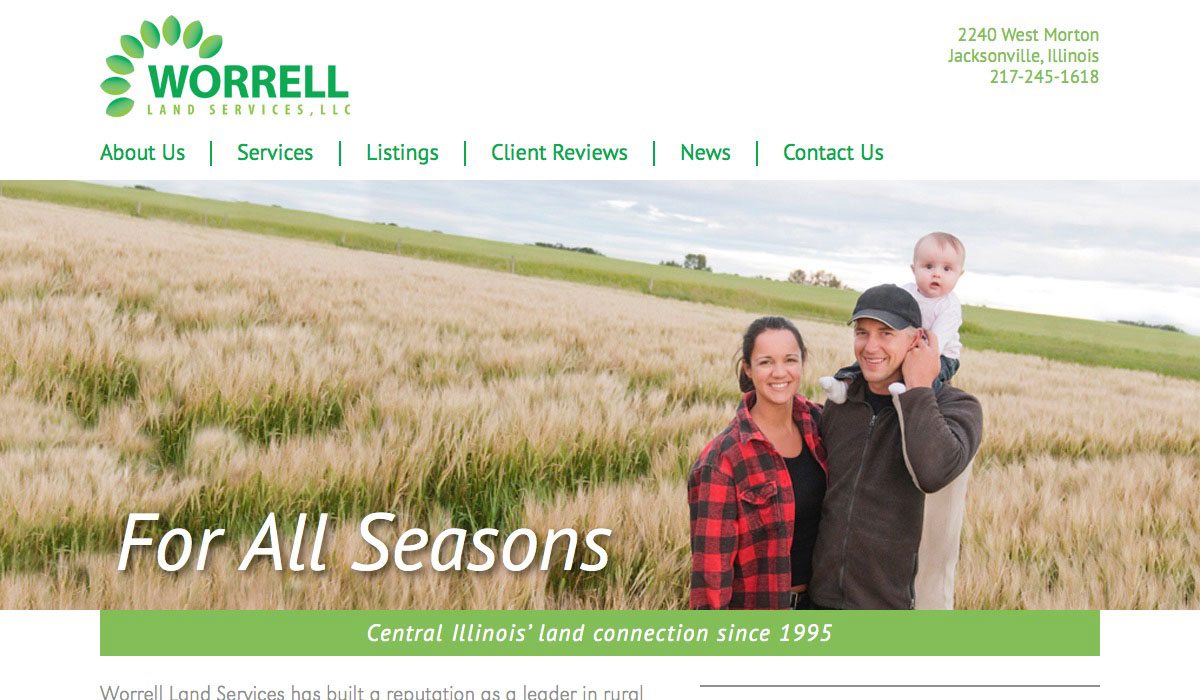 WORRELL
LAND SERVICES, LLC
2240 West Morton
Jacksonville, Illinois
217-245-1618
About Us | Services | Listings | Client Reviews | News | Contact Us
For All Seasons
Central Illinois’ land connection since 1995
Worrell Land Services has built a reputation as a leader in rural